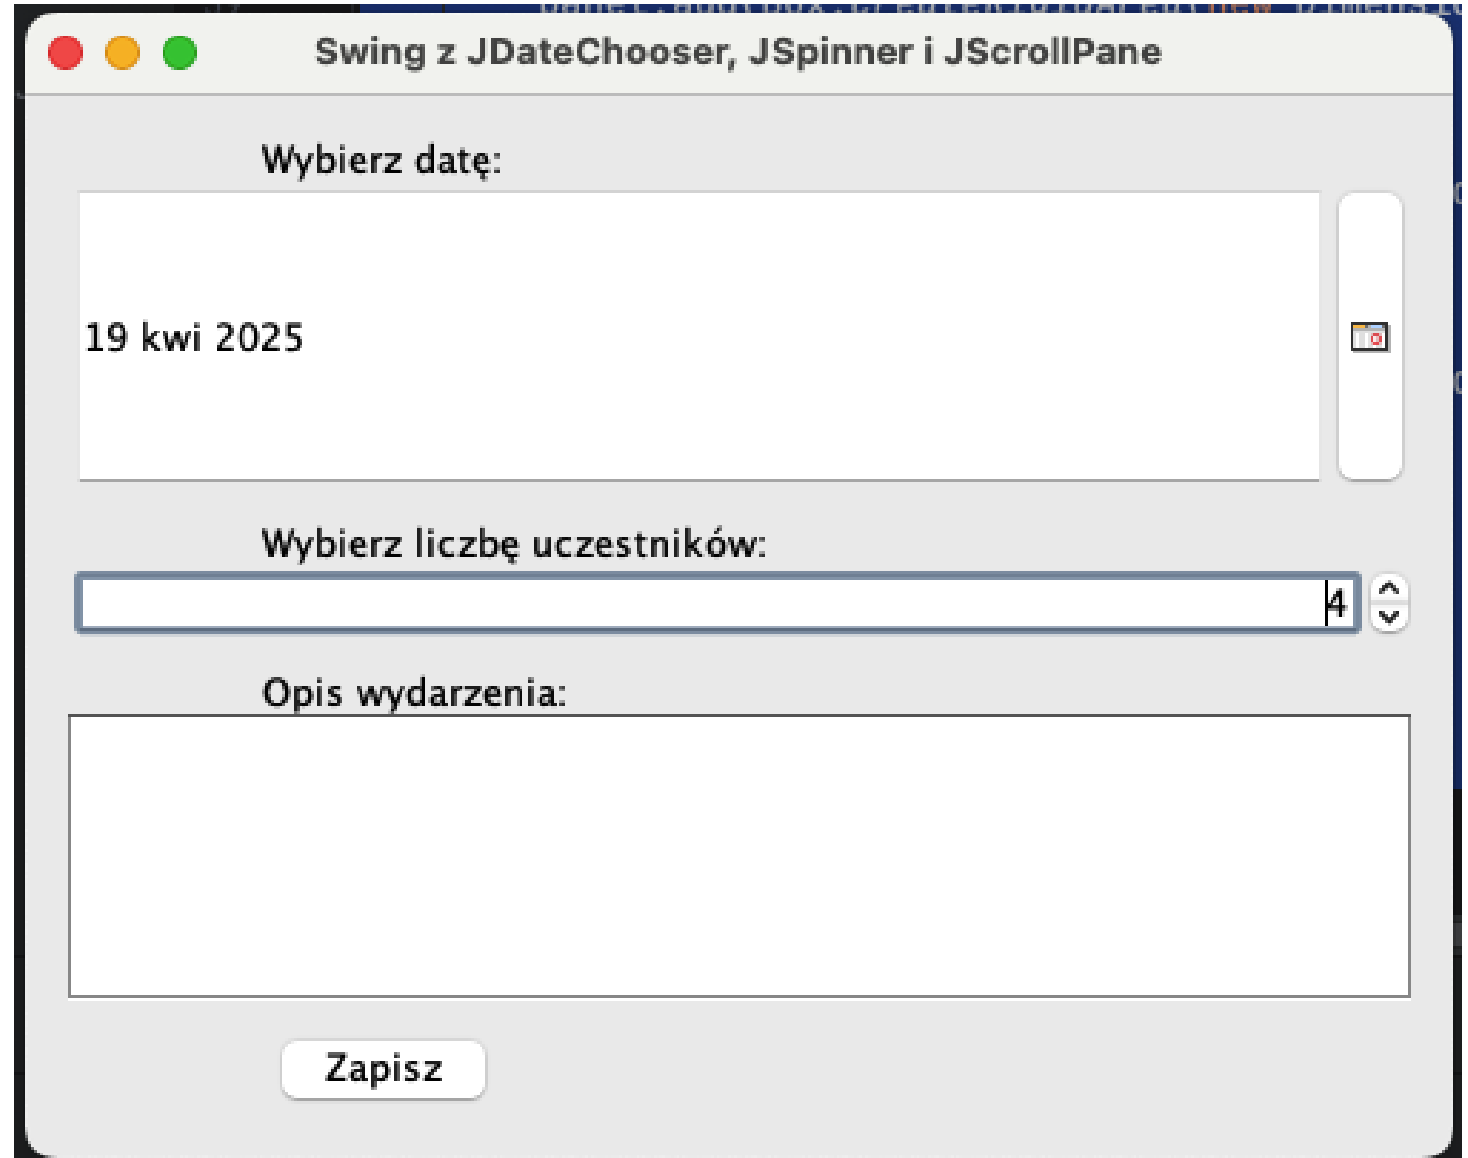 Swing z JDateChooser, JSpinner i JScrollPane
Wybierz datę:
19 kwi 2025
Wybierz liczbę uczestników:
4
Opis wydarzenia:
Zapisz